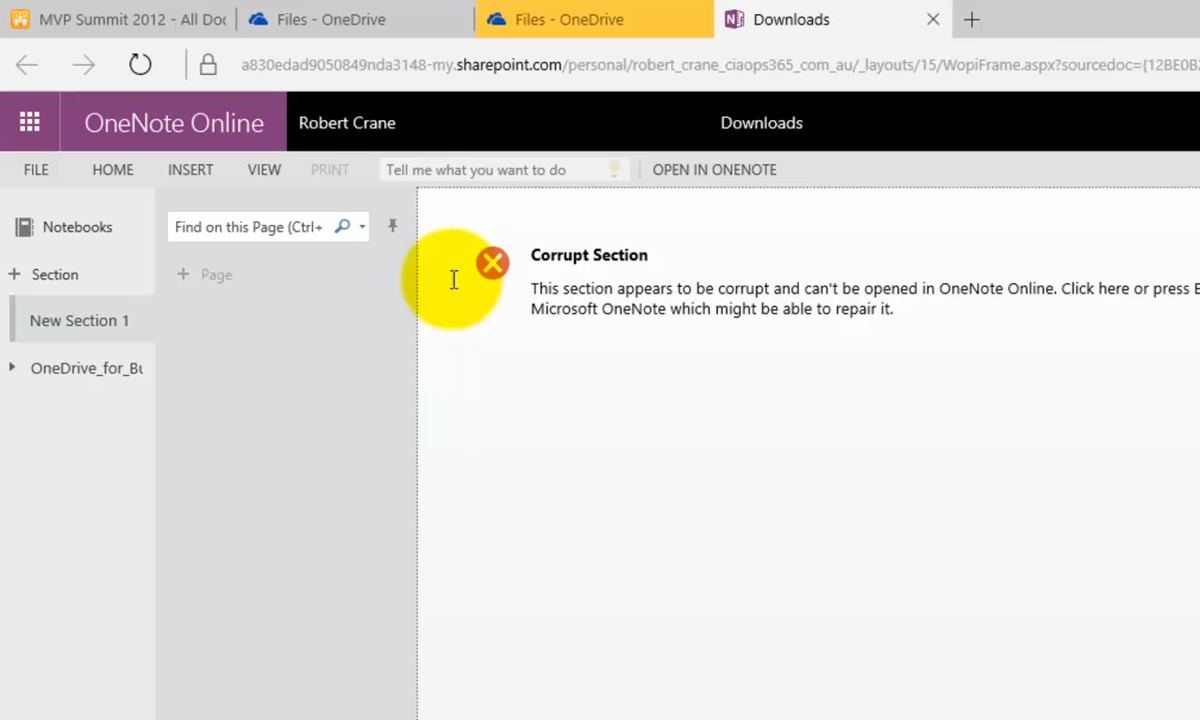 MVP Summit 2012 - All Doc
Files - OneDrive
Files - OneDrive
Downloads
a830edad9050849nda3148-my.sharepoint.com/personal/robert_crane_ciaops365_com_au/_layouts/15/WopiFrame.aspx?sourcedoc={12BE0B
OneNote Online
Robert Crane
Downloads
FILE
HOME
INSERT
VIEW
PRINT
Tell me what you want to do
OPEN IN ONENOTE
Notebooks
Find on this Page (Ctrl+
+ Section
+ Page
New Section 1
OneDrive_for_Bu
Corrupt Section
This section appears to be corrupt and can't be opened in OneNote Online. Click here or press E
Microsoft OneNote which might be able to repair it.